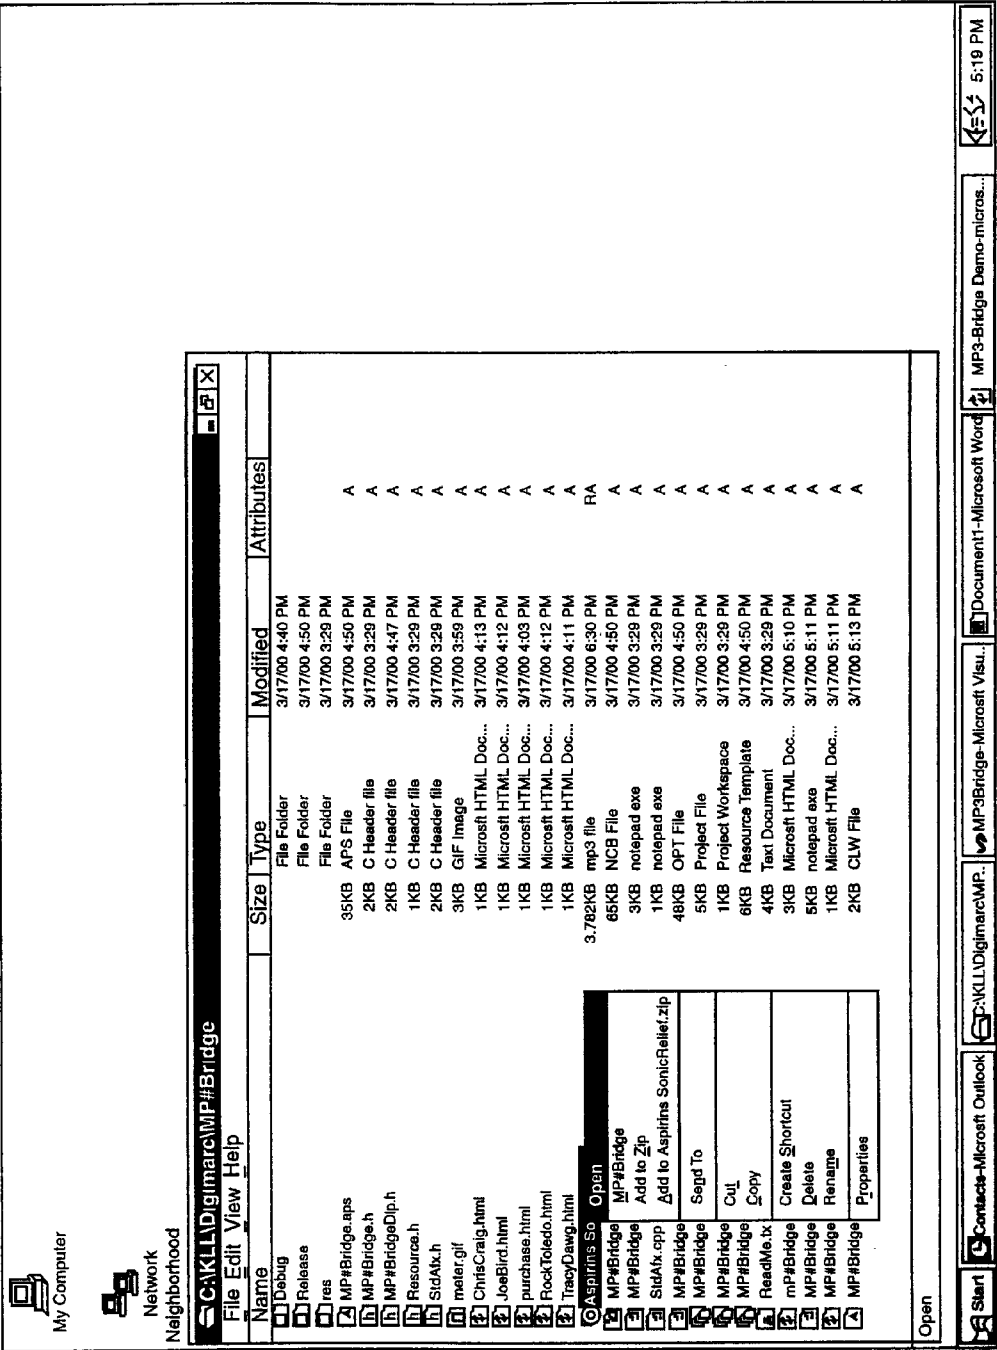 My Computer
Network
Neighborhood
C:\KLL\Digimarc\MP#Bridge
File Edit View Help
Name Size Type Modified Attributes
Debug File Folder 3/17/00 4:40 PM
Release File Folder 3/17/00 4:50 PM
res File Folder 3/17/00 3:29 PM
MP#Bridge.aps 35KB APS File 3/17/00 4:50 PM A
MP#Bridge.h 2KB C Header file 3/17/00 3:29 PM A
MP#BridgeDlp.h 2KB C Header file 3/17/00 4:47 PM A
Resource.h 1KB C Header file 3/17/00 3:29 PM A
StdAfx.h 2KB C Header file 3/17/00 3:29 PM A
mater.gif 3KB GIF Image 3/17/00 3:59 PM A
ChrisCraig.html 1KB Microsft HTML Doc... 3/17/00 4:13 PM A
JoeBird.html 1KB Microsft HTML Doc... 3/17/00 4:12 PM A
purchase.html 1KB Microsft HTML Doc... 3/17/00 4:03 PM A
RockToledo.html 1KB Microsft HTML Doc... 3/17/00 4:12 PM A
TracyDawg.html 1KB Microsft HTML Doc... 3/17/00 4:11 PM A
Aspirins So Open 3.782KB mp3 file 3/17/00 6:30 PM RA
MP#Bridge MP#Bridge 65KB NCB File 3/17/00 4:50 PM A
MP#Bridge Add to Zip 3KB notepad exe 3/17/00 3:29 PM A
StdAfx.cpp Add to Aspirins SonicRelief.zip 1KB notepad exe 3/17/00 3:29 PM A
MP#Bridge 48KB OPT File 3/17/00 4:50 PM A
MP#Bridge Send To 5KB Project File 3/17/00 3:29 PM A
MP#Bridge Cut 1KB Project Workspace 3/17/00 3:29 PM A
MP#Bridge Copy 6KB Resource Template 3/17/00 4:50 PM A
ReadMe.tx 4KB Text Document 3/17/00 3:29 PM A
mP#Bridge Create Shortcut 3KB Microsft HTML Doc... 3/17/00 5:10 PM A
MP#Bridge Delete 5KB notepad exe 3/17/00 5:11 PM A
MP#Bridge Rename 1KB Microsft HTML Doc... 3/17/00 5:11 PM A
MP#Bridge Properties 2KB CLW File 3/17/00 5:13 PM A
Open
Start Contacts-Microsft Outlook C:\KLL\Digimarc\MP.. MP3Bridge-Microsft Visu.. Document1-Microsoft Word MP3-Bridge Demo-micros... 5:19 PM